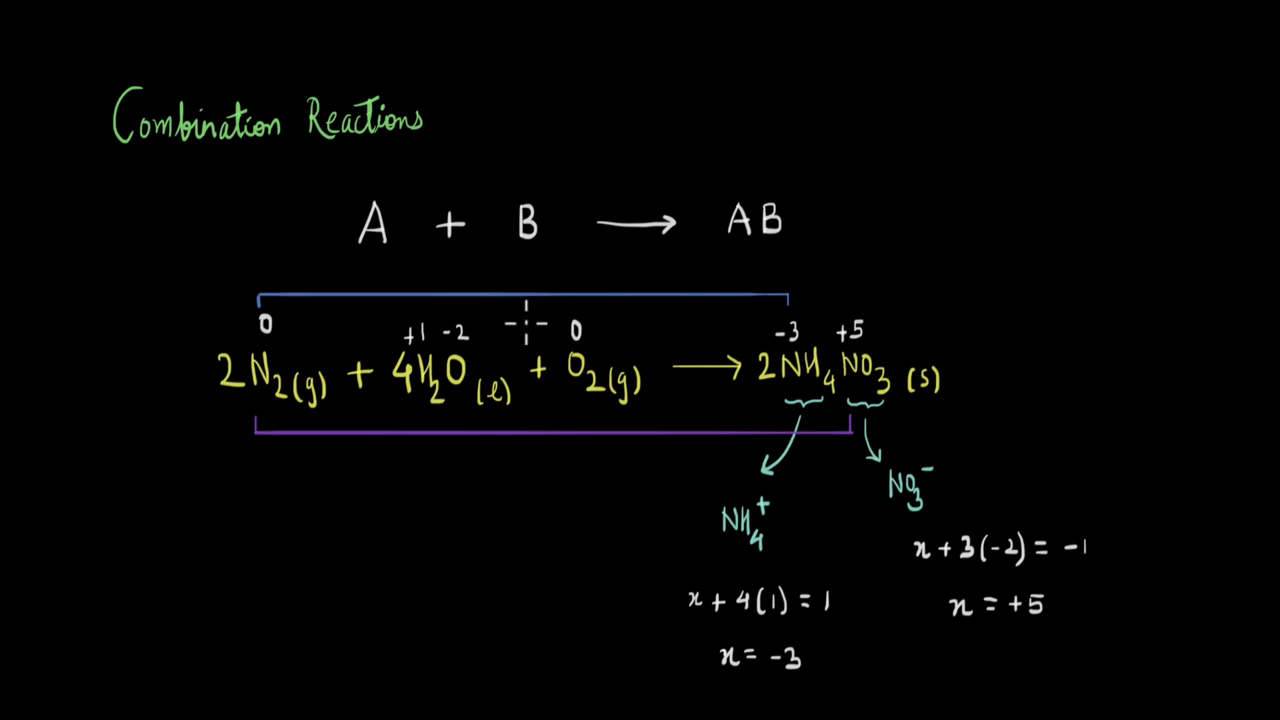 Combination Reactions
A + B ⟶ AB
0 +1 -2 0 -3 +5
2N₂(g) + 4H₂O(l) + O₂(g) ⟶ 2NH₄NO₃(s)
NO₃⁻
NH₄⁺
x + 3(-2) = -1
x + 4(1) = 1
x = +5
x = -3